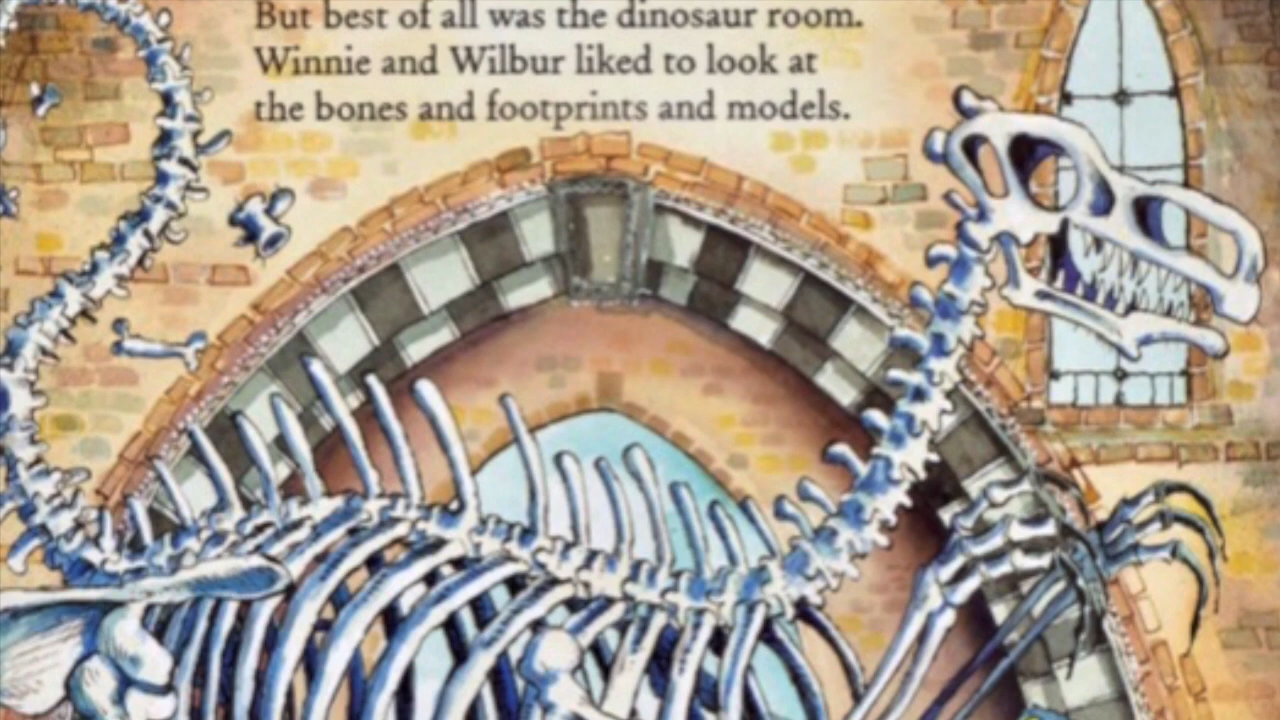 But best of all was the dinosaur room.
Winnie and Wilbur liked to look at
the bones and footprints and models.